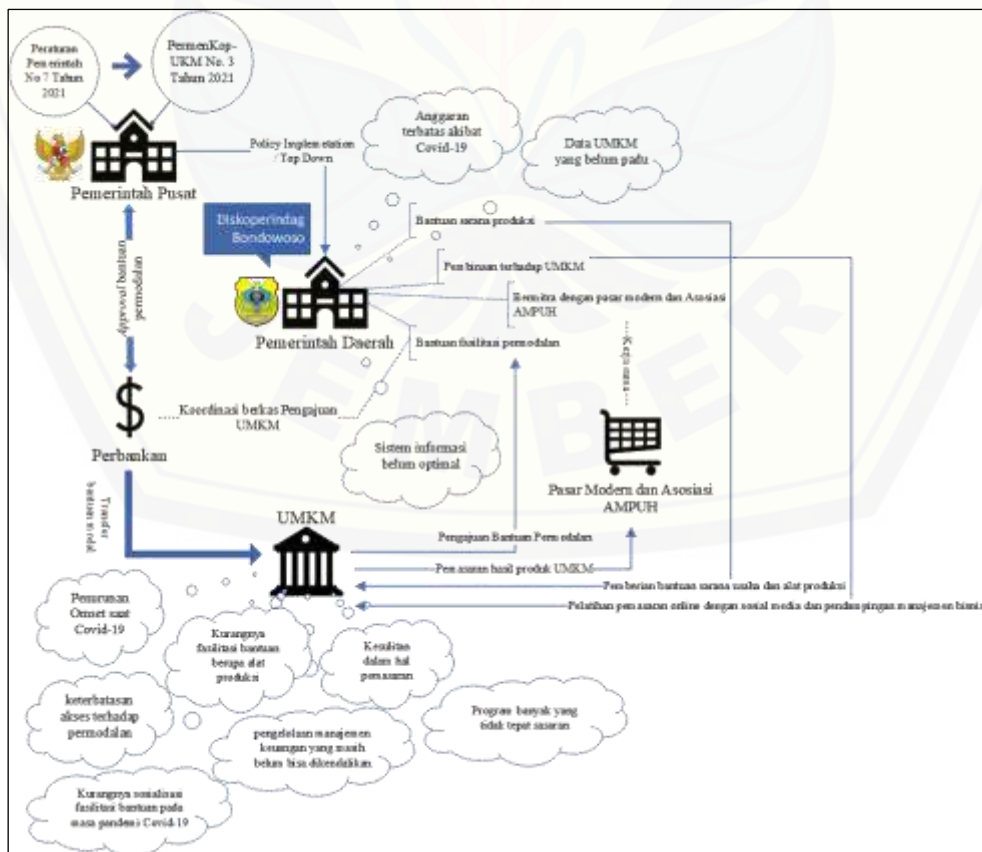 Peraturan
Pemerintah
No 7 Tahun
2021
PermenKop-
UKM No. 3
Tahun 2021
Pemerintah Pusat
Policy Implemetation
/ Top Down
Anggaran
terbatas akibat
Covid-19
Data UMKM
yang belum padu
Diskoperindag
Bondowoso
Pemerintah Daerah
Bantuan sarana produksi
Pembinaan terhadap UMKM
Bermitra dengan pasar modern dan Asosiasi
AMPUH
Bantuan fasilitasi permodalan
bantuan
permodalan
Kerja sama
Perbankan
Koordinasi berkas Pengajuan
UMKM
Sistem informasi
belum optimal
Pasar Modern dan Asosiasi
AMPUH
Transfer
bantuan modal
UMKM
Pengajuan Bantuan Permodalan
Pemasaran hasil produk UMKM
Pemberian bantuan sarana usaha dan alat produksi
Pelatihan pemasaran online dengan sosial media dan pendampingan manajemen bisnis
Penurunan
Omset saat
Covid-19
Kurangnya
fasilitasi bantuan
berupa alat
produksi
Kesulitan
dalam hal
pemasaran
keterbatasan
akses terhadap
permodalan
pengelolaan manajemen
keuangan yang masih
belum bisa dikendalikan
Program banyak yang
tidak tepat sasaran
Kurangnya sosialisasi
fasilitasi bantuan pada
masa pandemi Covid-19
JEMBER